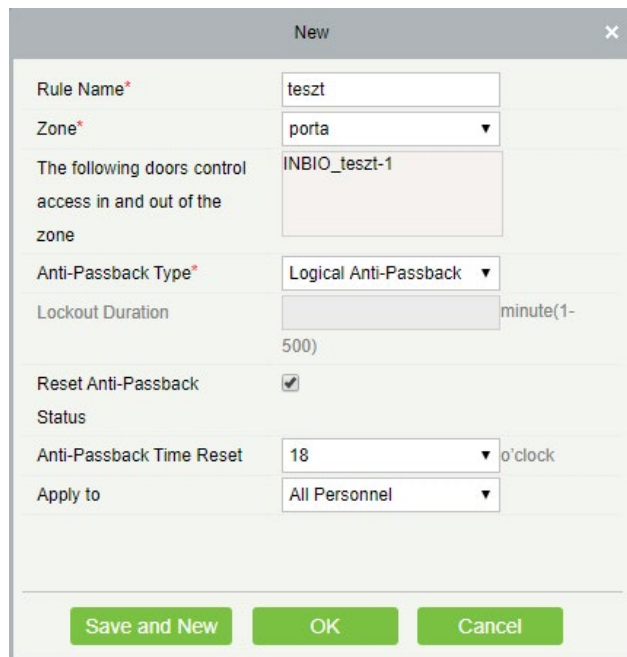 New
Rule Name* teszt
Zone* porta
The following doors control INBIO_teszt-1
access in and out of the
zone
Anti-Passback Type* Logical Anti-Passback
Lockout Duration minute(1-
500)
Reset Anti-Passback
Status
Anti-Passback Time Reset 18 o'clock
Apply to All Personnel
Save and New OK Cancel